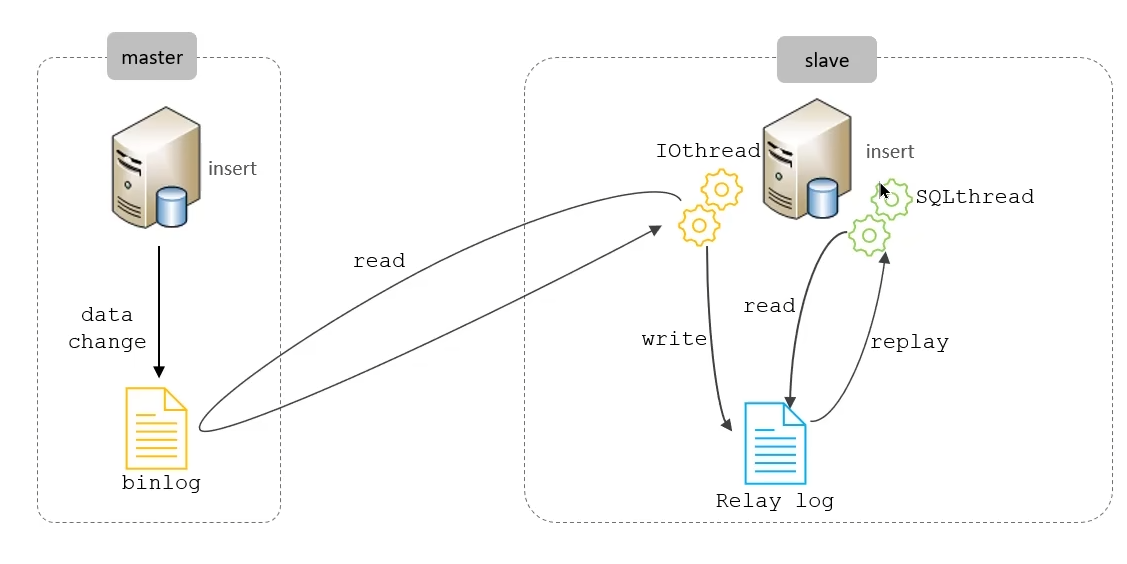 master
slave
insert
IOthread
insert
SQLthread
read
data
change
read
write
replay
binlog
Relay log